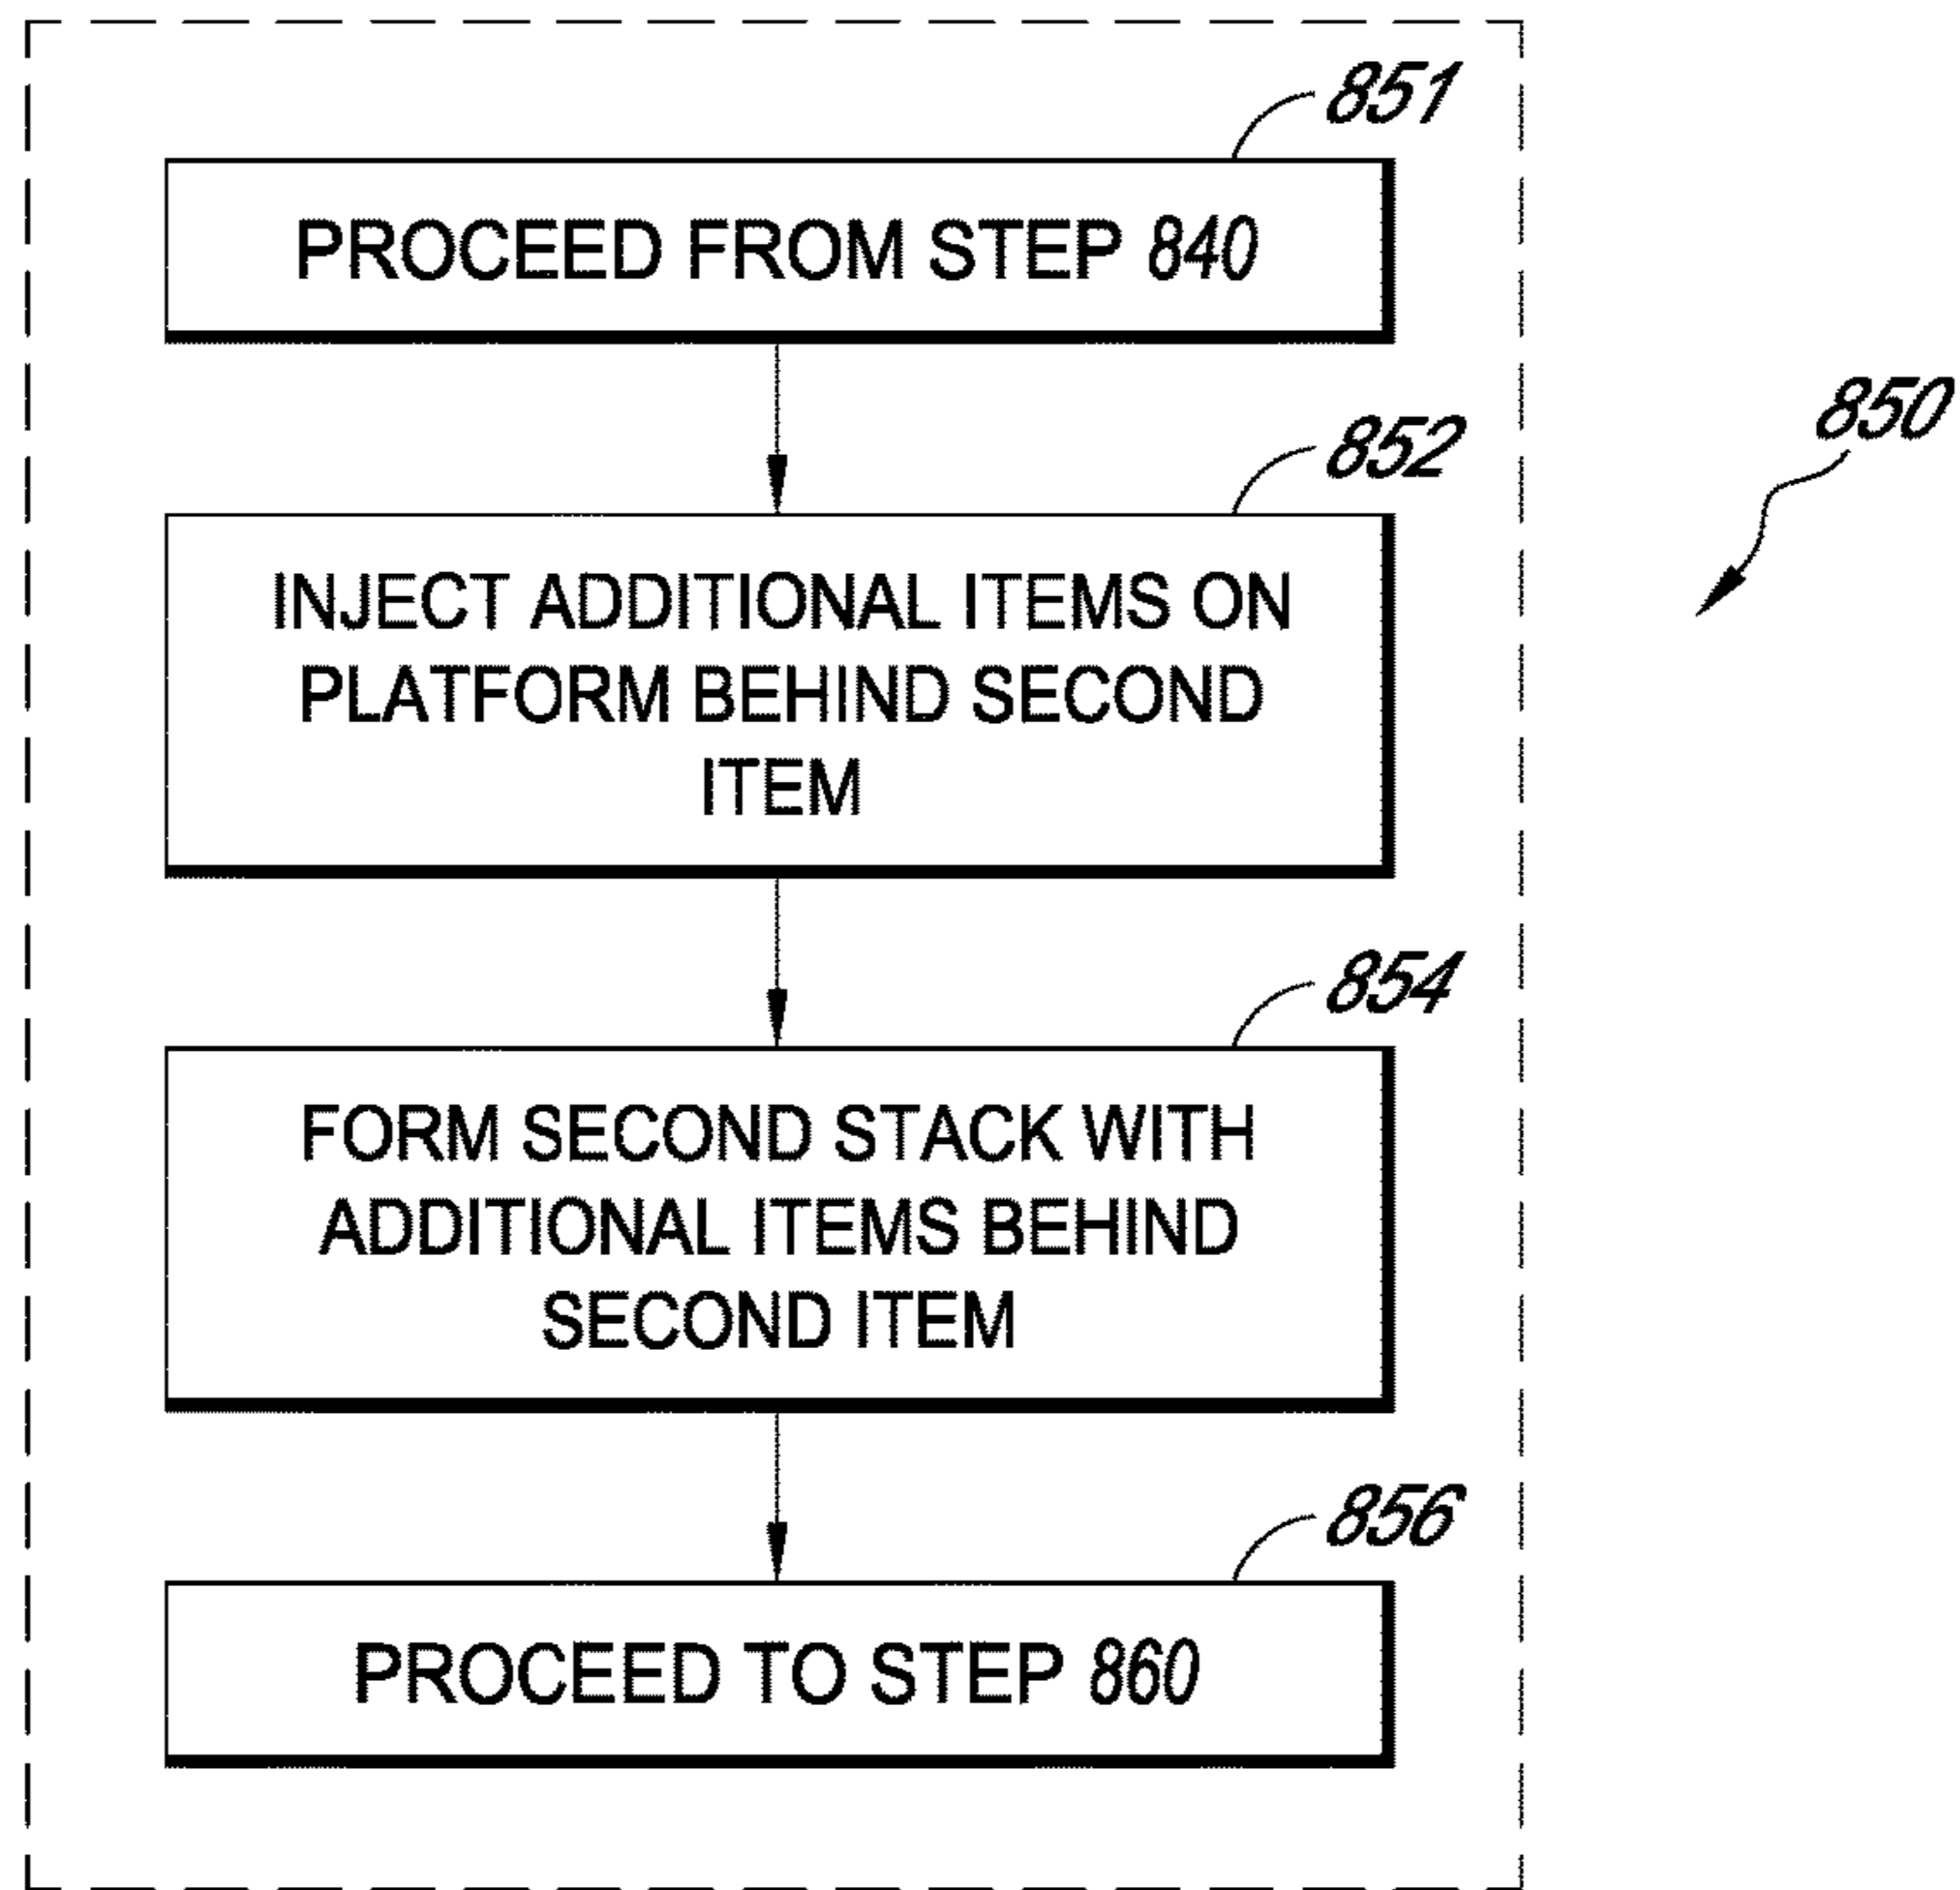 851
PROCEED FROM STEP 840
850
852
INJECT ADDITIONAL ITEMS ON
PLATFORM BEHIND SECOND
ITEM
854
FORM SECOND STACK WITH
ADDITIONAL ITEMS BEHIND
SECOND ITEM
856
PROCEED TO STEP 860